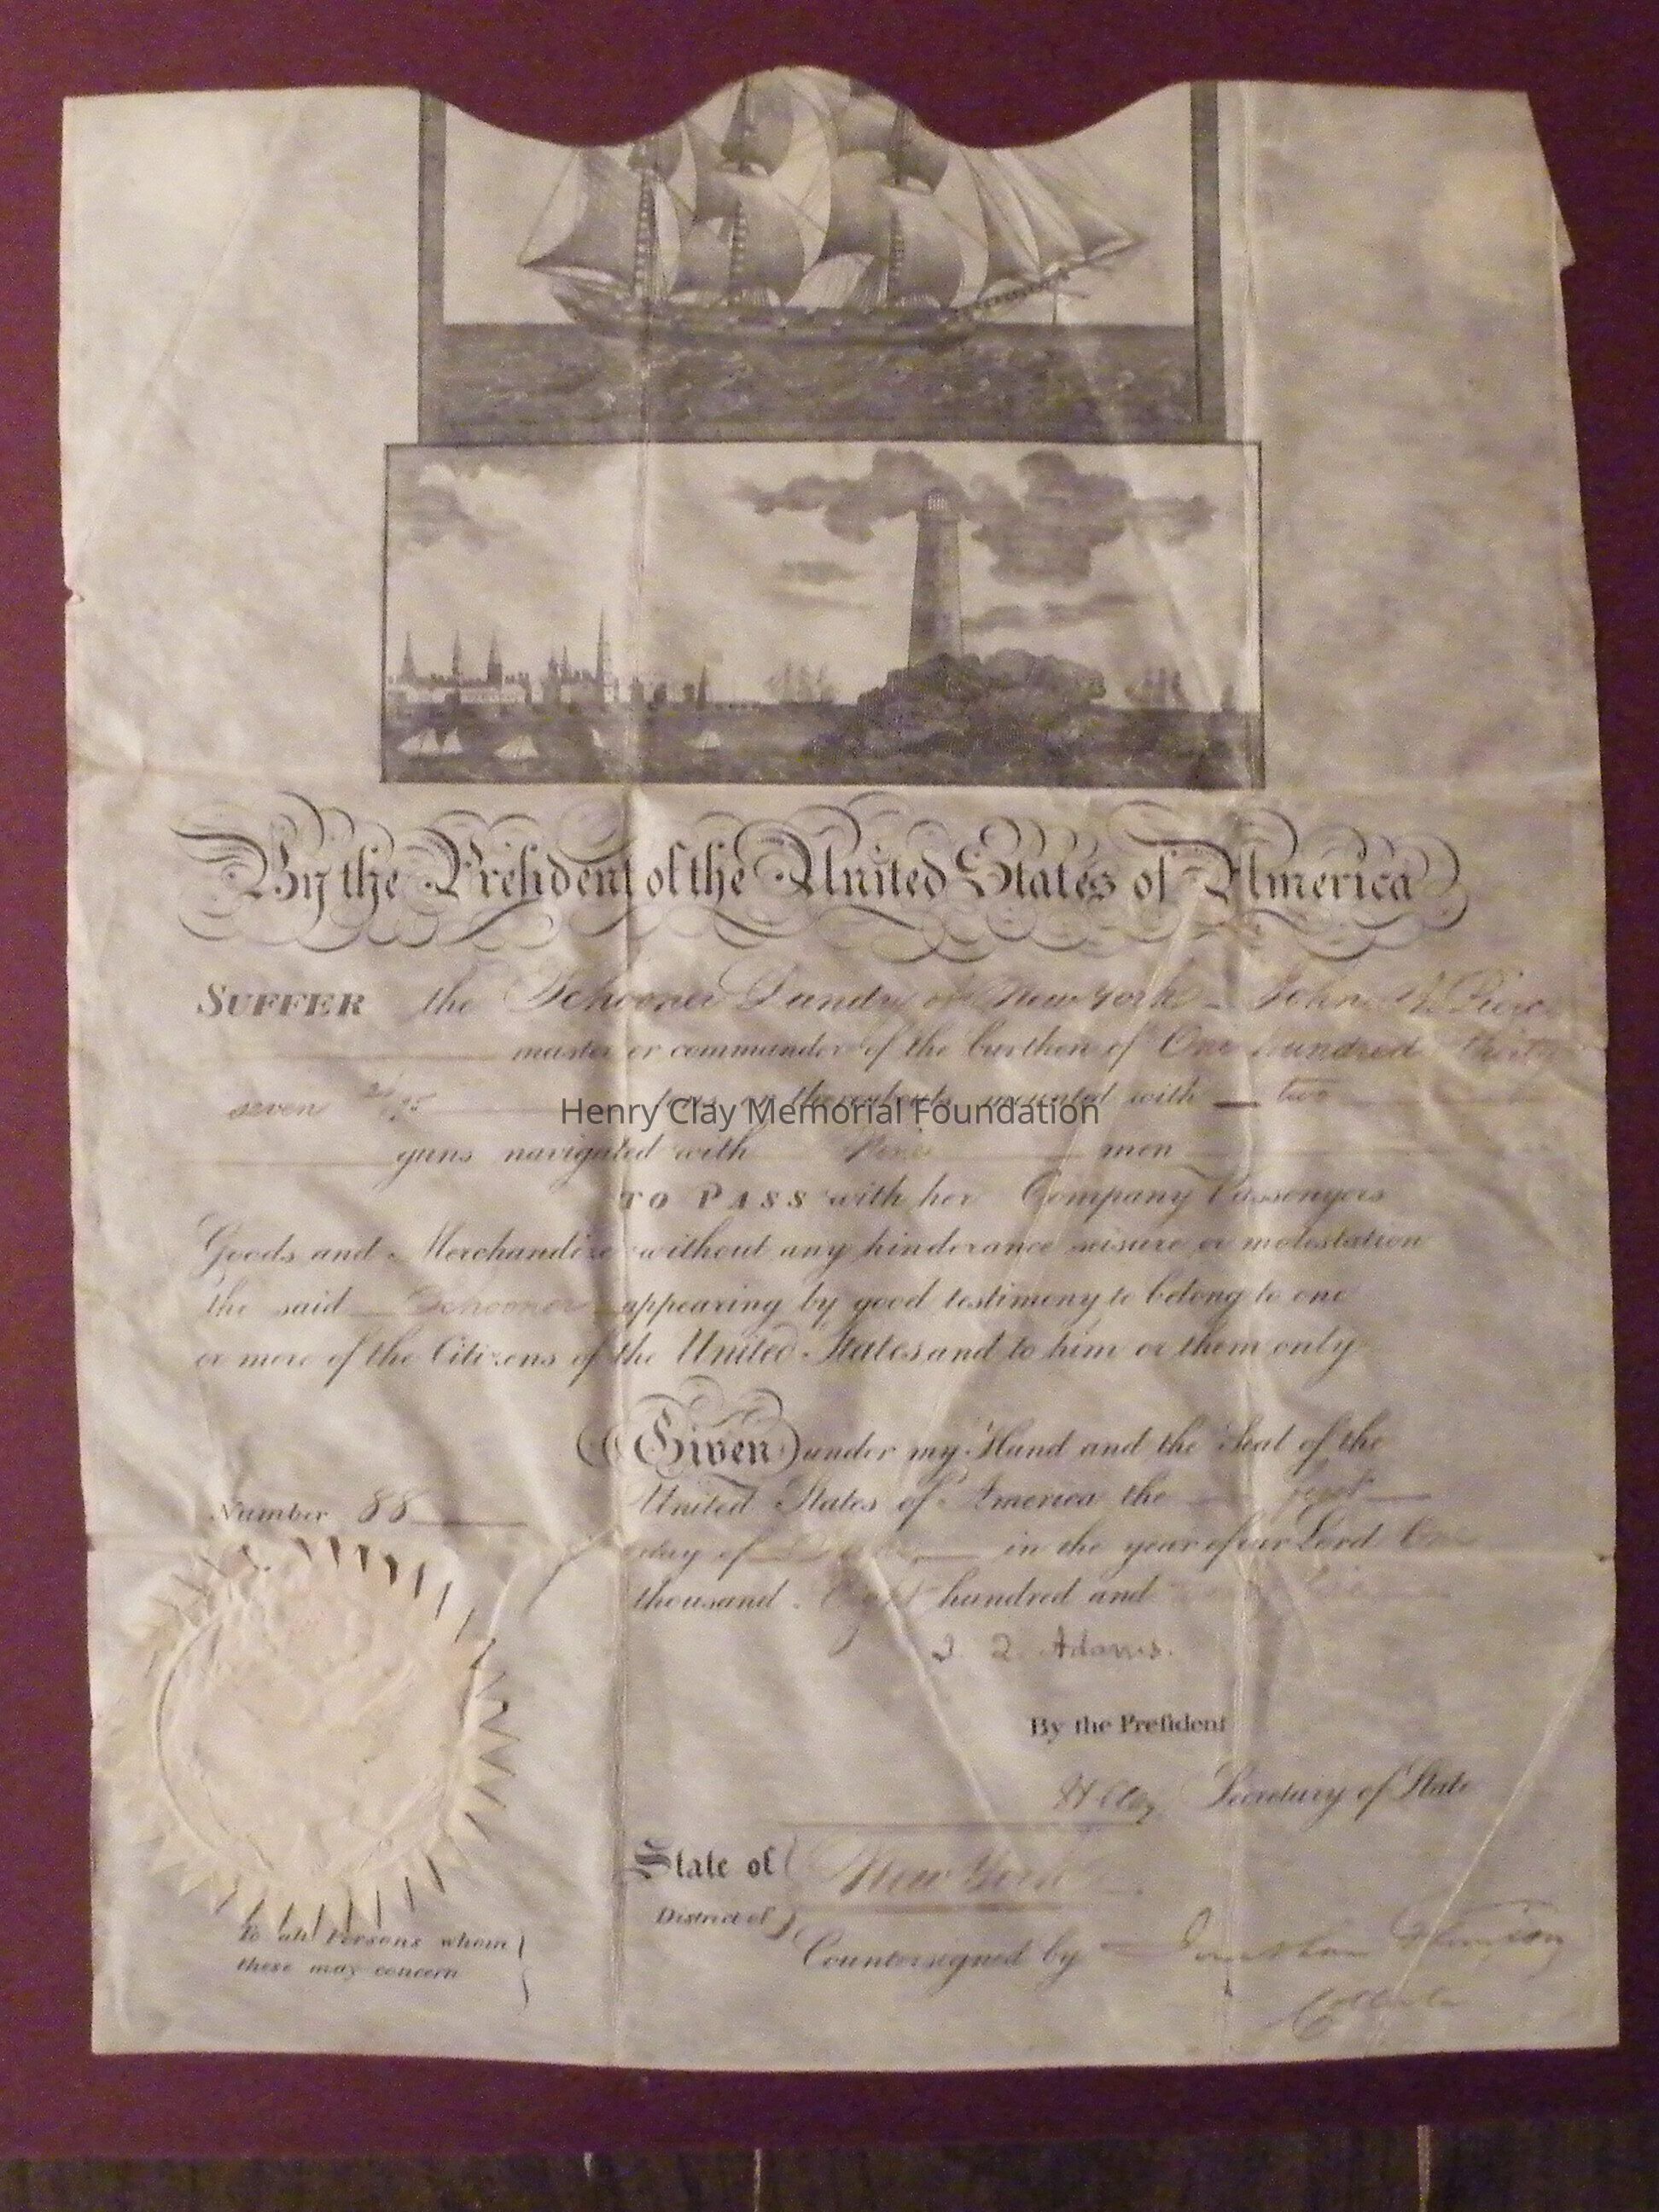 By the Preſident of the United States of America
SUFFER the Schooner Dundy of New York John
master or commander of the burthen of One hundred thirty
seven /95 tons or thereabouts mounted with two
Henry Clay Memorial Foundation
guns navigated with men
TO PASS with her Company Passengers
Goods and Merchandize without any hinderance seisure or molestation
the said Schooner appearing by good testimony to belong to one
or more of the Citizens of the United States and to him or them only
Given under my Hand and the Seal of the
United States of America the first
Number 88
day of in the year of our Lord One
thousand Eight hundred and
J. Q. Adams.
By the Preſident
H Clay Secretary of State
State of New York
District of
Countersigned by Jonathan Thompson
To all Persons whom
these may concern